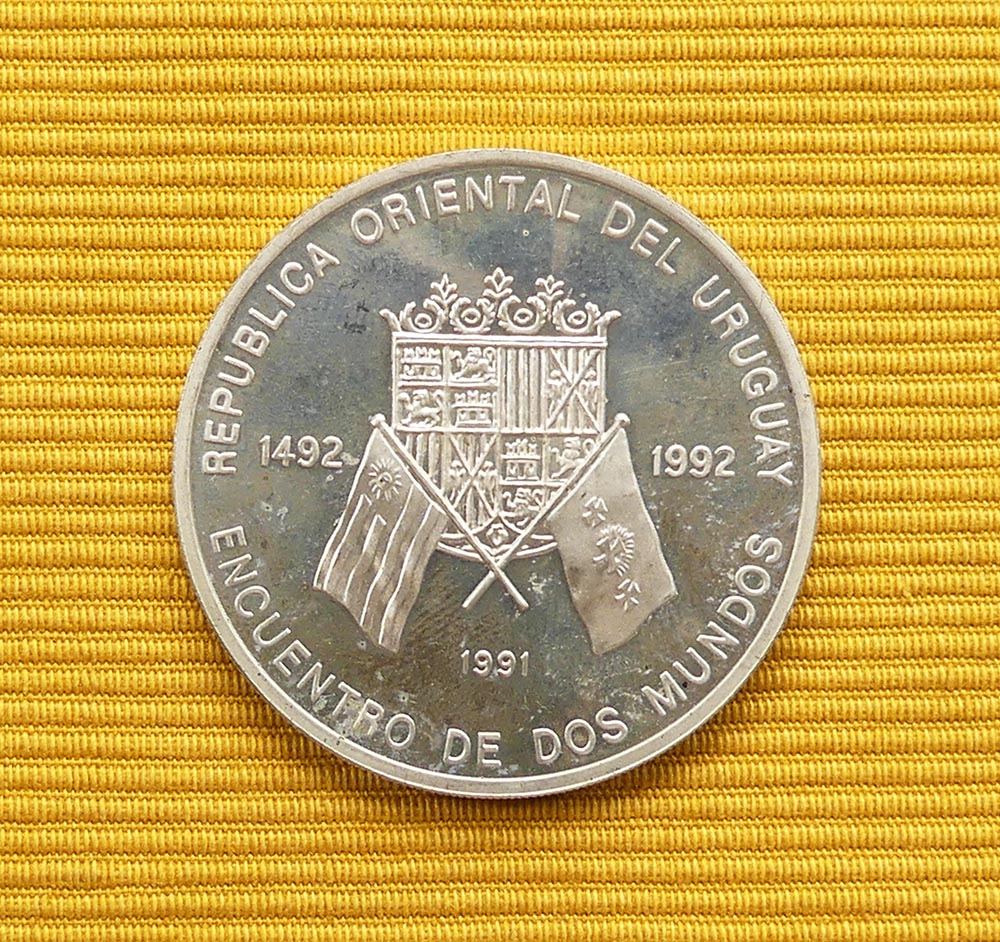 REPUBLICA ORIENTAL DEL URUGUAY
1492
1992
1991
ENCUENTRO DE DOS MUNDOS